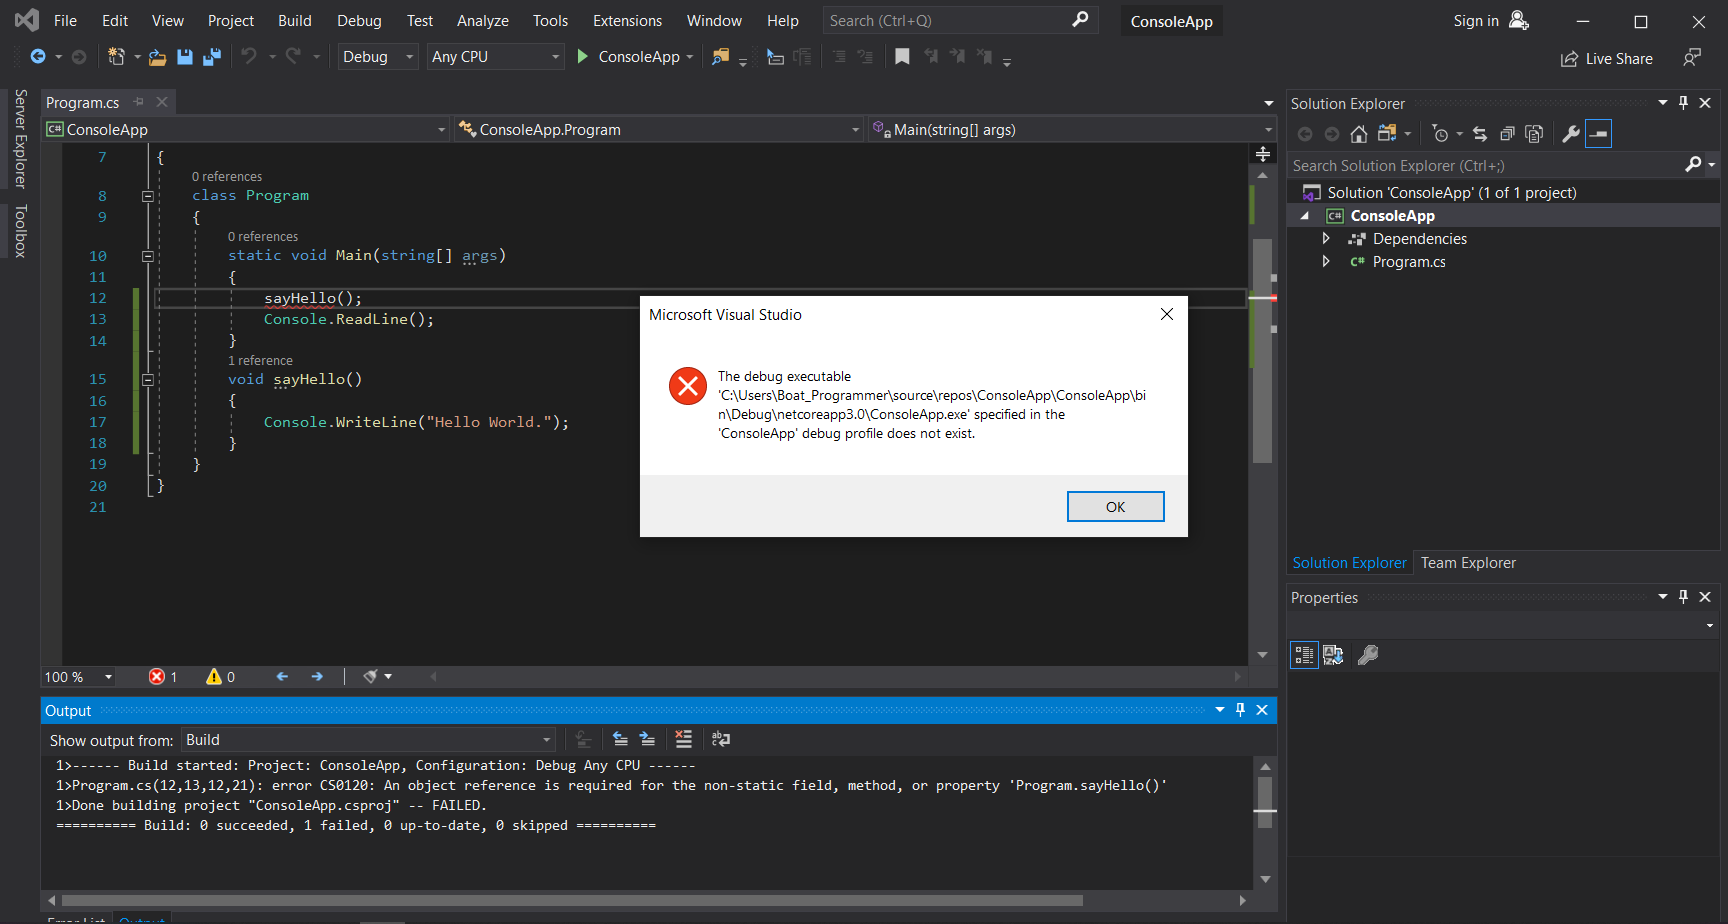 File Edit View Project Build Debug Test Analyze Tools Extensions Window Help Search (Ctrl+Q) ConsoleApp Sign in
Debug Any CPU ConsoleApp Live Share
Server Explorer
Toolbox
Program.cs
ConsoleApp ConsoleApp.Program Main(string[] args)
7 {
0 references
8 class Program
9 {
0 references
10 static void Main(string[] args)
11 {
12 sayHello();
13 Console.ReadLine();
14 }
1 reference
15 void sayHello()
16 {
17 Console.WriteLine("Hello World.");
18 }
19 }
20 }
21
Microsoft Visual Studio
The debug executable
'C:\Users\Boat_Programmer\source\repos\ConsoleApp\ConsoleApp\bi
n\Debug\netcoreapp3.0\ConsoleApp.exe' specified in the
'ConsoleApp' debug profile does not exist.
OK
Solution Explorer
Search Solution Explorer (Ctrl+;)
Solution 'ConsoleApp' (1 of 1 project)
C# ConsoleApp
Dependencies
C# Program.cs
Solution Explorer Team Explorer
Properties
100 % 1 0
Output
Show output from: Build
1>------ Build started: Project: ConsoleApp, Configuration: Debug Any CPU ------
1>Program.cs(12,13,12,21): error CS0120: An object reference is required for the non-static field, method, or property 'Program.sayHello()'
1>Done building project "ConsoleApp.csproj" -- FAILED.
========== Build: 0 succeeded, 1 failed, 0 up-to-date, 0 skipped ==========
Error List Output